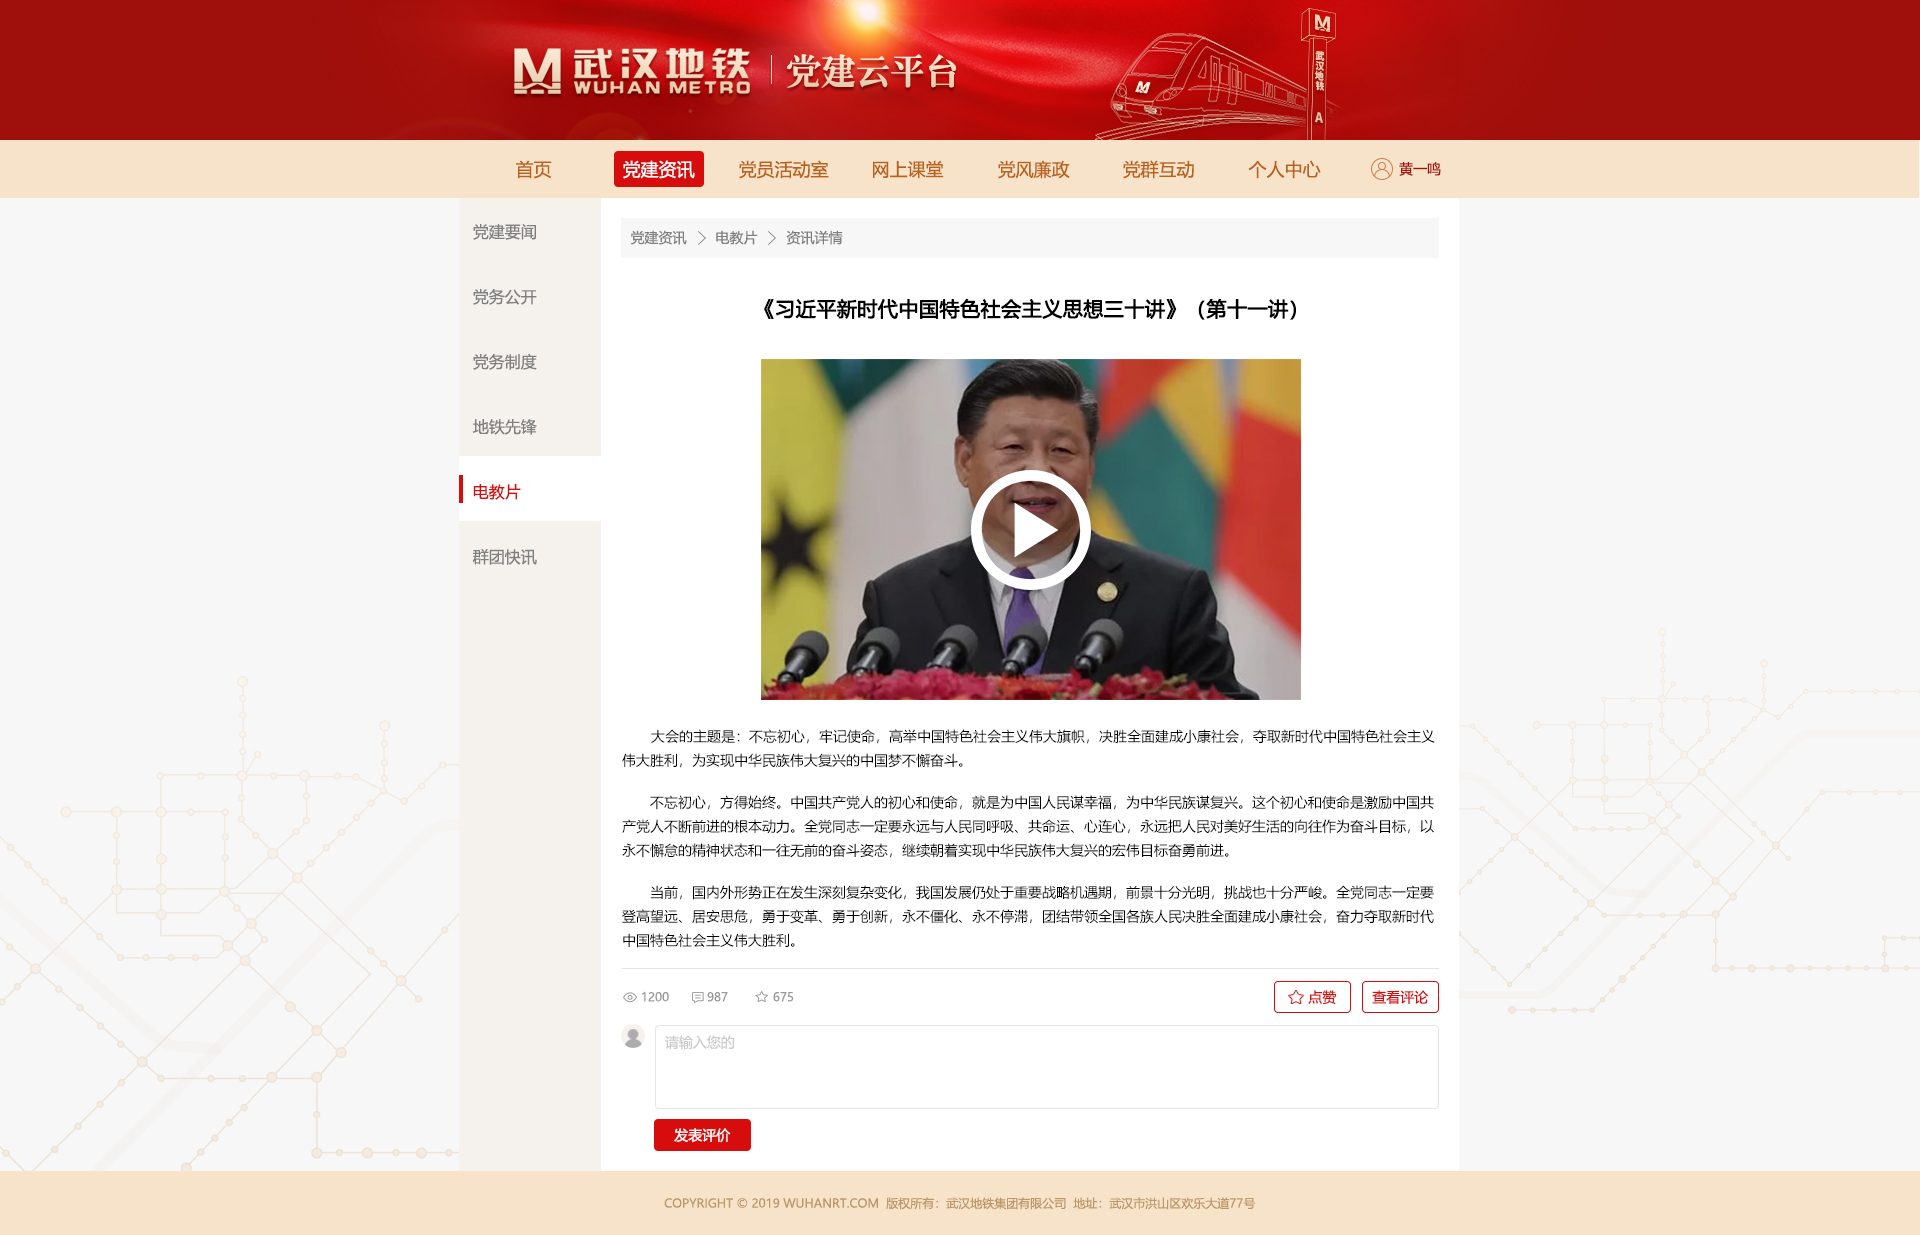 武汉地铁
WUHAN METRO
党建云平台
M
武汉地铁
A
首页 党建资讯 党员活动室 网上课堂 党风廉政 党群互动 个人中心 黄一鸣
党建要闻
党务公开
党务制度
地铁先锋
电教片
群团快讯
党建资讯 > 电教片 > 资讯详情
《习近平新时代中国特色社会主义思想三十讲》（第十一讲）
大会的主题是：不忘初心，牢记使命，高举中国特色社会主义伟大旗帜，决胜全面建成小康社会，夺取新时代中国特色社会主义
伟大胜利，为实现中华民族伟大复兴的中国梦不懈奋斗。
不忘初心，方得始终。中国共产党人的初心和使命，就是为中国人民谋幸福，为中华民族谋复兴。这个初心和使命是激励中国共
产党人不断前进的根本动力。全党同志一定要永远与人民同呼吸、共命运、心连心，永远把人民对美好生活的向往作为奋斗目标，以
永不懈怠的精神状态和一往无前的奋斗姿态，继续朝着实现中华民族伟大复兴的宏伟目标奋勇前进。
当前，国内外形势正在发生深刻复杂变化，我国发展仍处于重要战略机遇期，前景十分光明，挑战也十分严峻。全党同志一定要
登高望远、居安思危，勇于变革、勇于创新，永不僵化、永不停滞，团结带领全国各族人民决胜全面建成小康社会，奋力夺取新时代
中国特色社会主义伟大胜利。
1200 987 675 点赞 查看评论
请输入您的
发表评价
COPYRIGHT © 2019 WUHANRT.COM 版权所有：武汉地铁集团有限公司 地址：武汉市洪山区欢乐大道77号